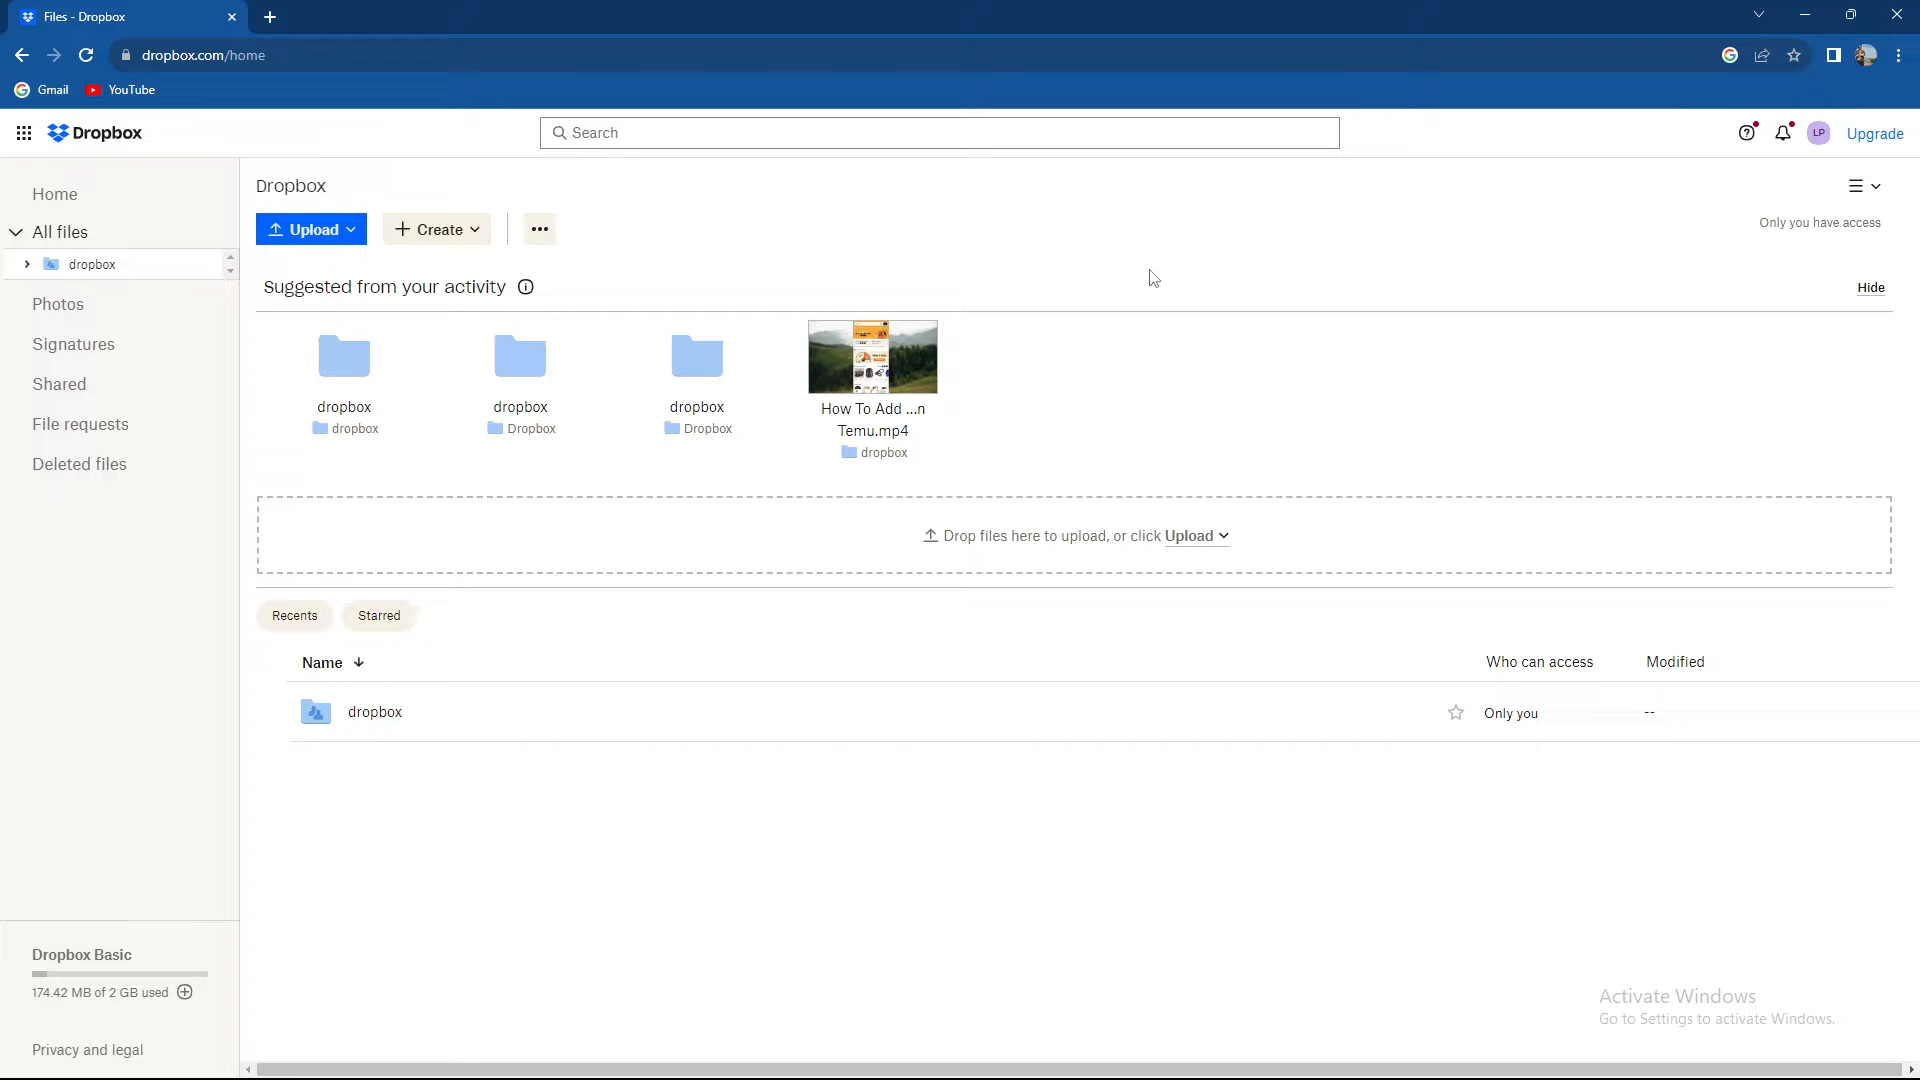 Files - Dropbox
dropbox.com/home
Gmail
YouTube
Dropbox
Search
LP
Upgrade
Home
All files
dropbox
Photos
Signatures
Shared
File requests
Deleted files
Dropbox
Upload
Create
Only you have access
Suggested from your activity
Hide
dropbox
dropbox
dropbox
Dropbox
dropbox
Dropbox
How To Add ...n
Temu.mp4
dropbox
Drop files here to upload, or click Upload
Recents
Starred
Name
Who can access
Modified
dropbox
Only you
--
Dropbox Basic
174.42 MB of 2 GB used
Privacy and legal
Activate Windows
Go to Settings to activate Windows.